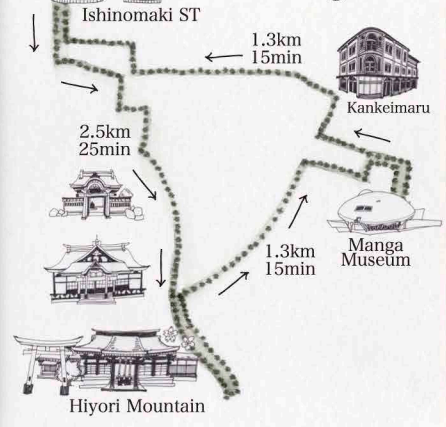 Ishinomaki ST
1.3km
15min
Kankeimaru
2.5km
25min
Manga
Museum
1.3km
15min
Hiyori Mountain